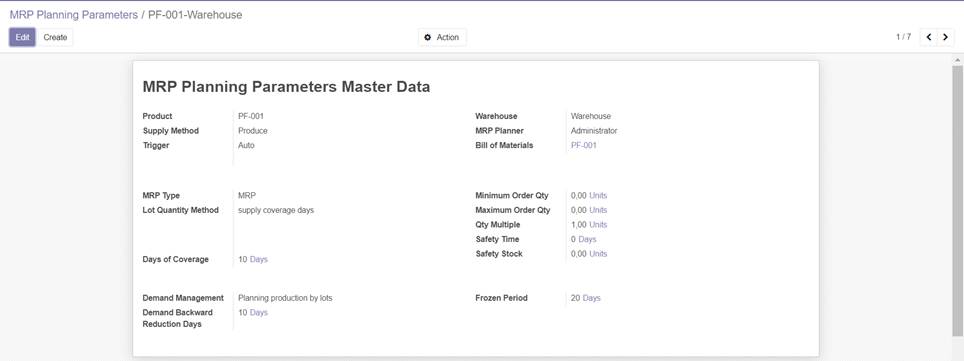 MRP Planning Parameters / PF-001-Warehouse
Edit Create Action 1 / 7
MRP Planning Parameters Master Data
Product PF-001 Warehouse Warehouse
Supply Method Produce MRP Planner Administrator
Trigger Auto Bill of Materials PF-001
MRP Type MRP Minimum Order Qty 0,00 Units
Lot Quantity Method supply coverage days Maximum Order Qty 0,00 Units
Qty Multiple 1,00 Units
Safety Time 0 Days
Safety Stock 0,00 Units
Days of Coverage 10 Days
Demand Management Planning production by lots Frozen Period 20 Days
Demand Backward 10 Days
Reduction Days